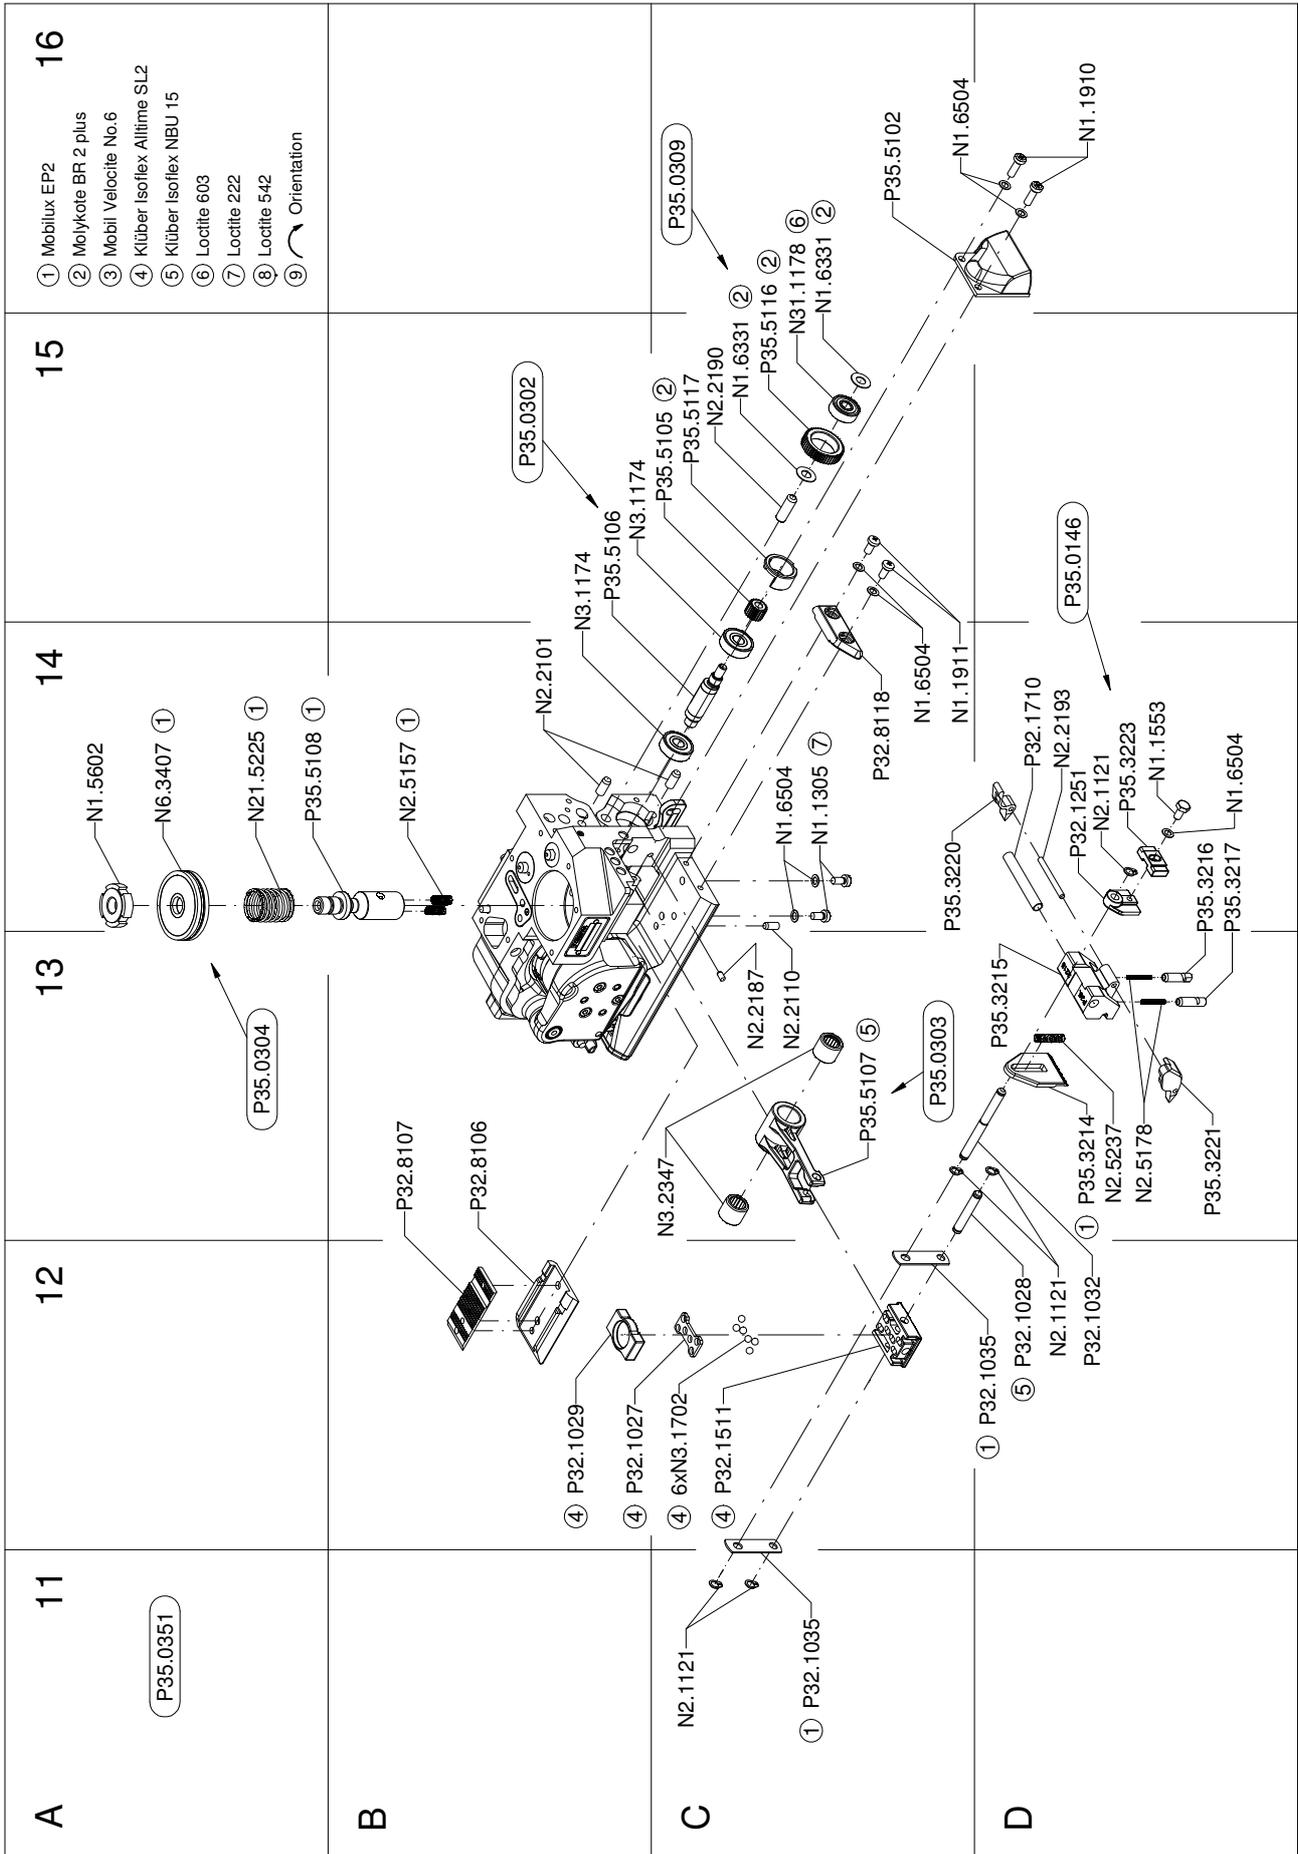 11
12
13
14
15
16
A
B
C
D
① Mobilux EP2
② Molykote BR 2 plus
③ Mobil Velocite No.6
④ Klüber Isoflex Alltime SL2
⑤ Klüber Isoflex NBU 15
⑥ Loctite 603
⑦ Loctite 222
⑧ Loctite 542
⑨ Orientation
P35.0351
P35.0304
N1.5602
N6.3407 ①
N21.5225 ①
P35.5108 ①
N2.5157 ①
P32.8107
P32.8106
④ P32.1029
④ P32.1027
④ 6xN3.1702
④ P32.1511
N2.2101
N3.1174
P35.5106
N3.1174
P35.5105 ②
P35.5117
N2.2190
N1.6331 ②
P35.5116 ②
N31.1178 ⑥
N1.6331 ②
P35.0302
P35.0309
P35.5102
N1.6504
N1.1910
N2.1121
① P32.1035
N3.2347
N2.2187
N2.2110
P35.5107 ⑤
P35.0303
N1.6504
N1.1305 ⑦
P32.8118
N1.6504
N1.1911
① P32.1035
⑤ P32.1028
N2.1121
P32.1032
① P35.3214
N2.5237
N2.5178
P35.3221
P35.3215
P35.3220
P32.1710
N2.2193
P32.1251
N2.1121
P35.3223
N1.1553
N1.6504
P35.3216
P35.3217
P35.0146